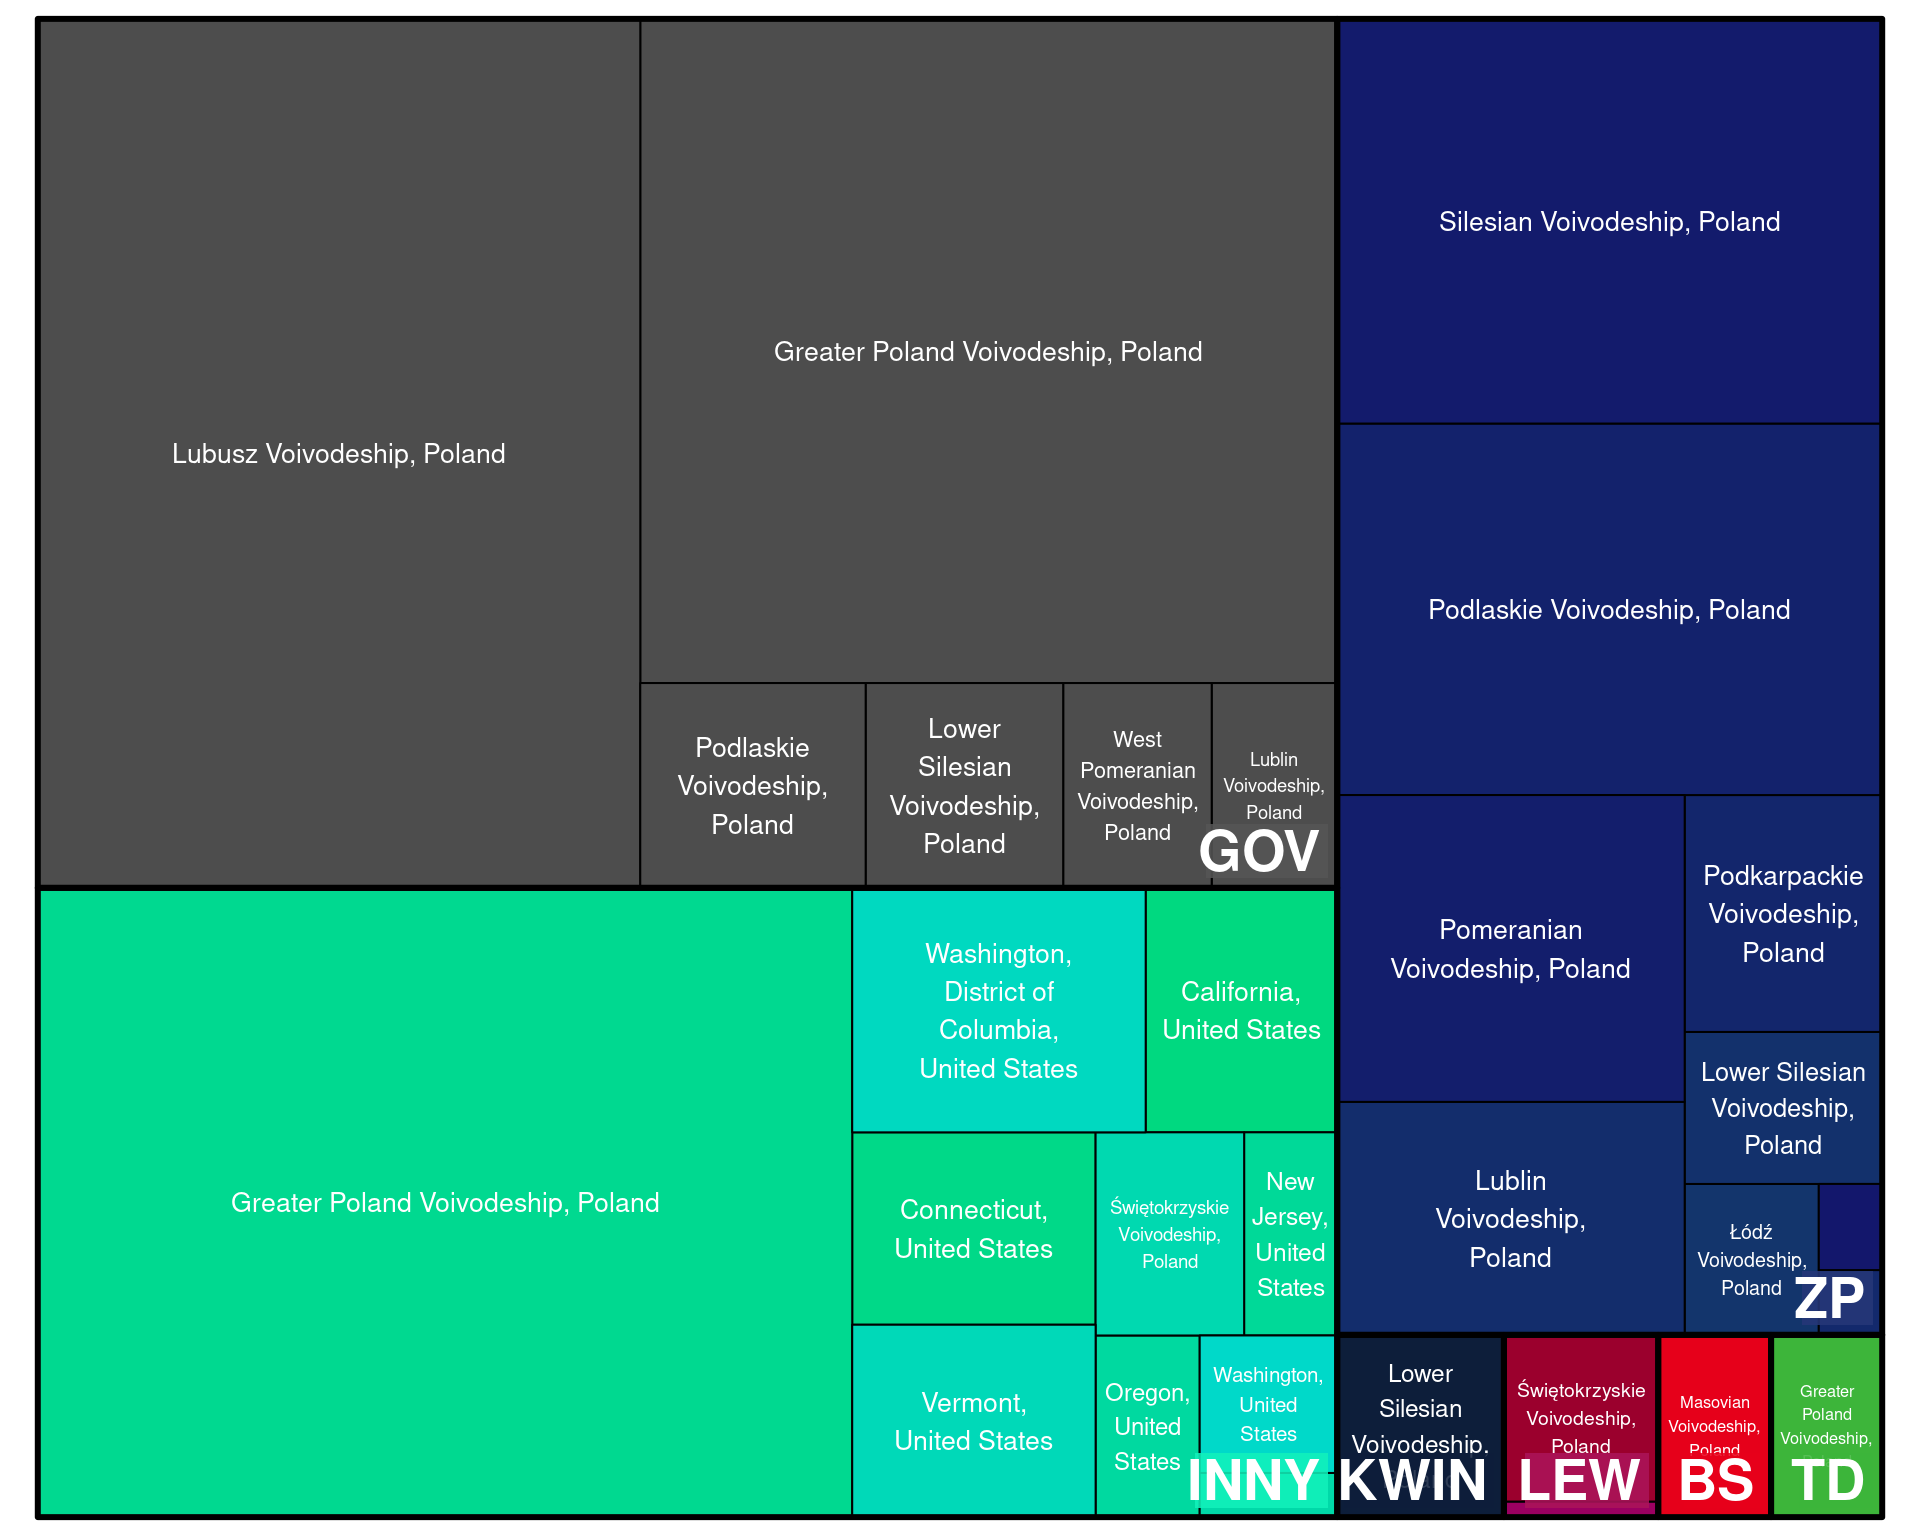 Lubusz Voivodeship, Poland
Greater Poland Voivodeship, Poland
Podlaskie
Voivodeship,
Poland
Lower
Silesian
Voivodeship,
Poland
West
Pomeranian
Voivodeship,
Poland
Lublin
Voivodeship,
Poland
GOV
Greater Poland Voivodeship, Poland
Washington,
District of
Columbia,
United States
California,
United States
Connecticut,
United States
Świętokrzyskie
Voivodeship,
Poland
New
Jersey,
United
States
Vermont,
United States
Oregon,
United
States
Washington,
United
States
INNY
Silesian Voivodeship, Poland
Podlaskie Voivodeship, Poland
Pomeranian
Voivodeship, Poland
Podkarpackie
Voivodeship,
Poland
Lower Silesian
Voivodeship,
Poland
Lublin
Voivodeship,
Poland
Łódź
Voivodeship,
Poland
ZP
Lower
Silesian
Voivodeship,
KWIN
Świętokrzyskie
Voivodeship,
Poland
LEW
Masovian
Voivodeship,
Poland
BS
Greater
Poland
Voivodeship,
TD